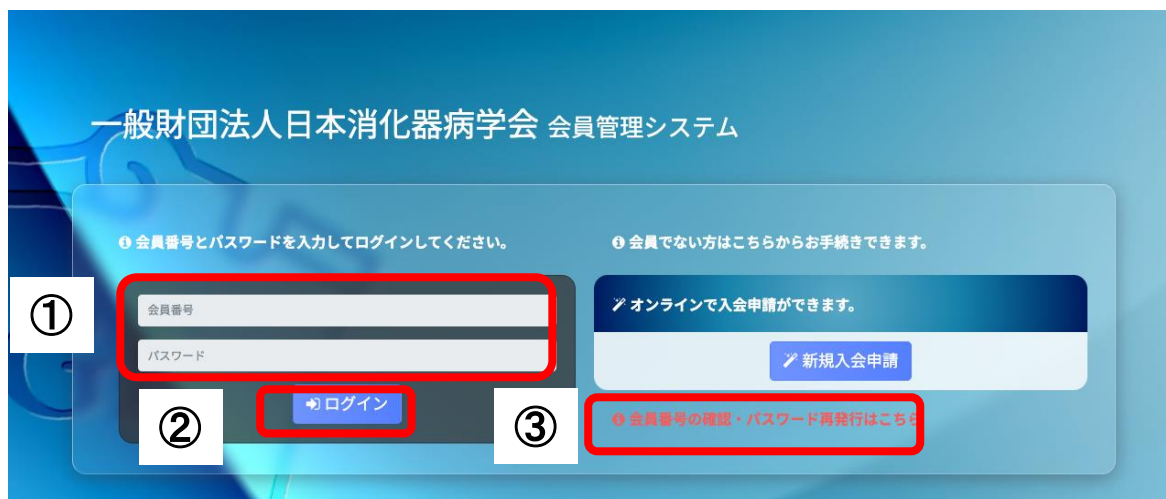 一般財団法人日本消化器病学会 会員管理システム
会員番号とパスワードを入力してログインしてください。
①
会員番号
パスワード
②
ログイン
会員でない方はこちらからお手続きできます。
オンラインで入会申請ができます。
新規入会申請
③
会員番号の確認・パスワード再発行はこちら